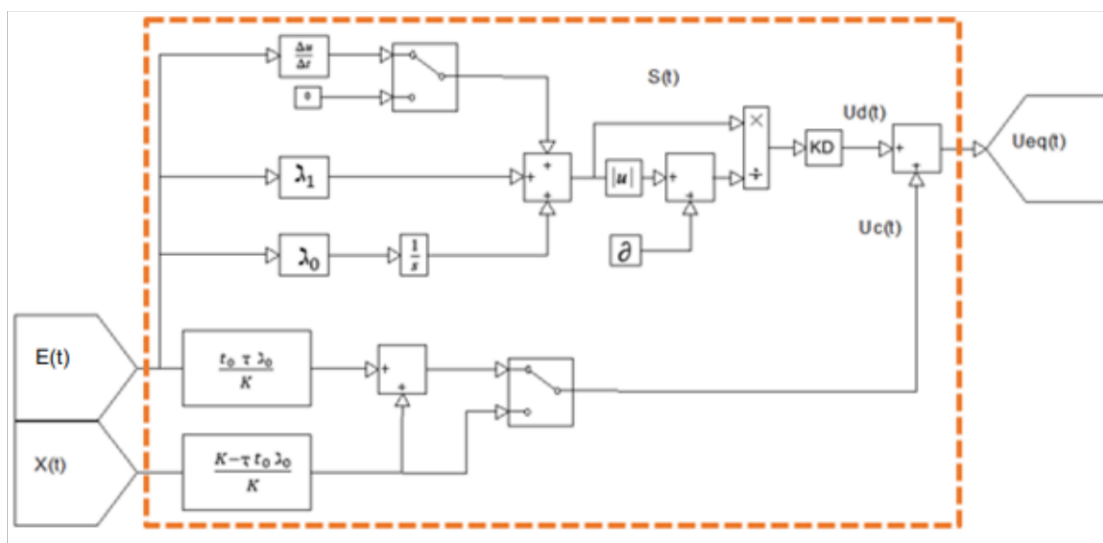 Δu
Δt
0
S(t)
+
λ₁
+
+
|u|
+
+
×
÷
KD
Ud(t)
+
+
Ueq(t)
λ₀
1
s
+
∂
Uc(t)
E(t)
t₀ τ λ₀
K
+
+
X(t)
K−τ t₀ λ₀
K